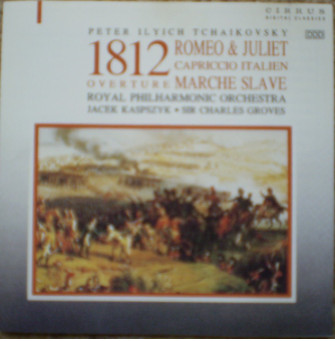 CIRRUS
DIGITAL CLASSICS
DDD
PETER ILYICH TCHAIKOVSKY
1812 ROMEO & JULIET
CAPRICCIO ITALIEN
OVERTURE MARCHE SLAVE
ROYAL PHILHARMONIC ORCHESTRA
JACEK KASPSZYK • SIR CHARLES GROVES